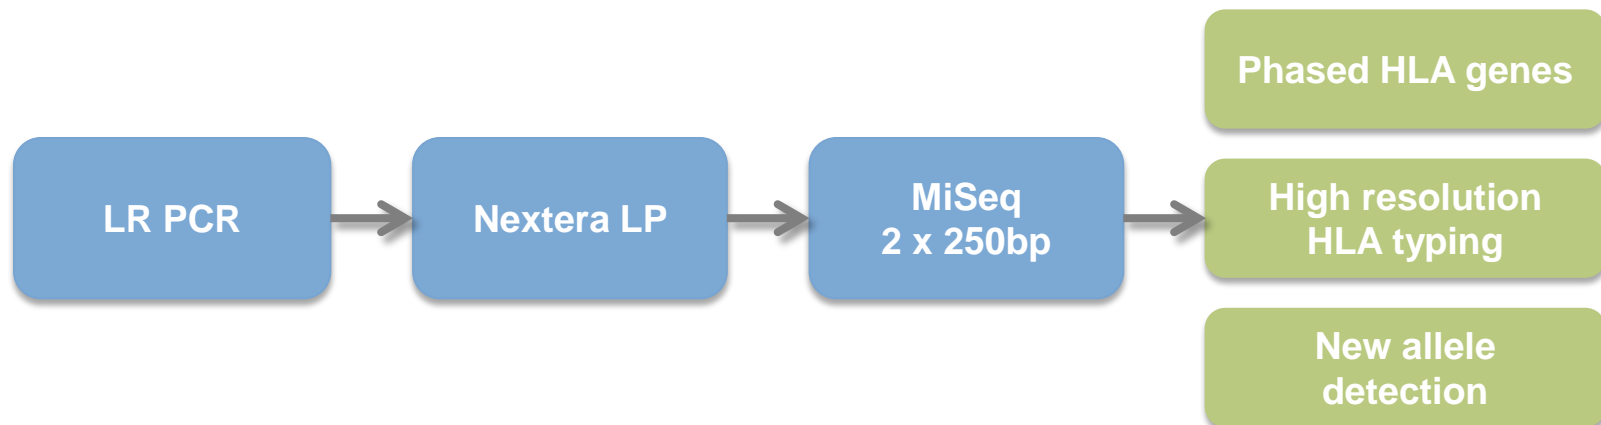 LR PCR
Nextera LP
MiSeq
2 x 250bp
Phased HLA genes
High resolution
HLA typing
New allele
detection